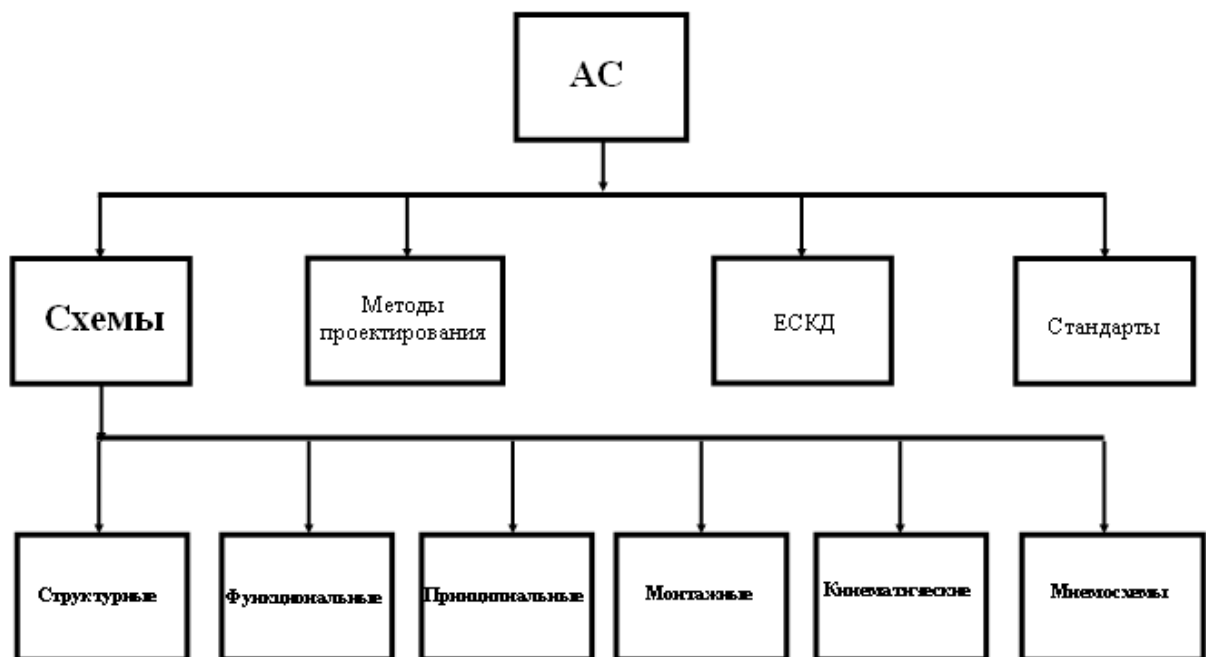 АС
Схемы
Методы
проектирования
ЕСКД
Стандарты
Структурные
Функциональные
Принципиальные
Монтажные
Кинематические
Мнемосхемы